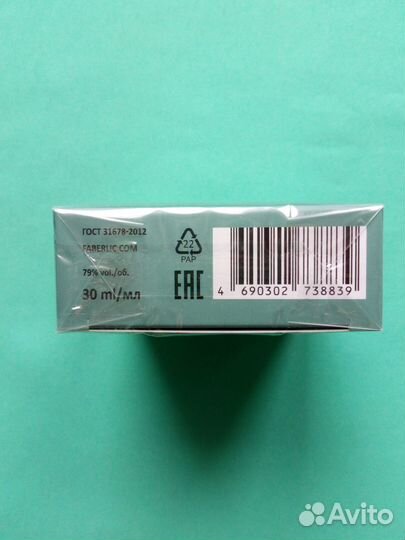 ГОСТ 31678-2012
FABERLIC.COM
79% vol./об.
30 ml/мл
22
PAP
EAC
4 690302 738839
Avito